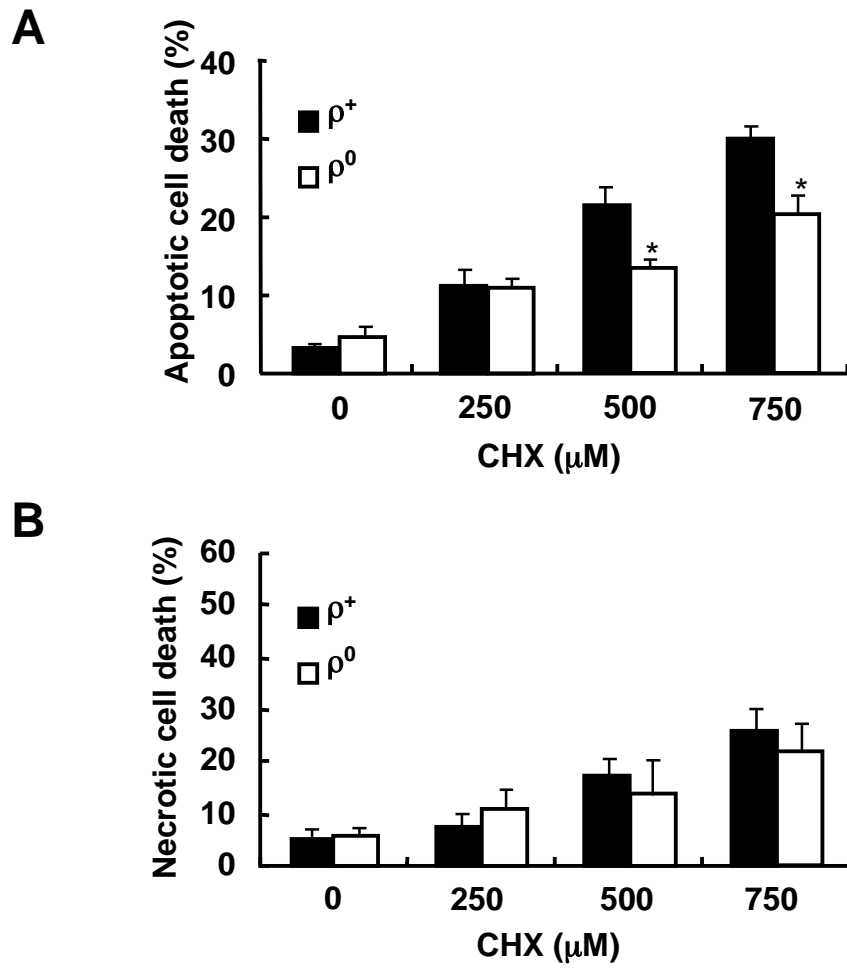 A
Apoptotic cell death (%)
40
30
20
10
0
ρ⁺
ρ⁰
*
*
0 250 500 750
CHX (μM)
B
Necrotic cell death (%)
60
50
40
30
20
10
0
ρ⁺
ρ⁰
0 250 500 750
CHX (μM)